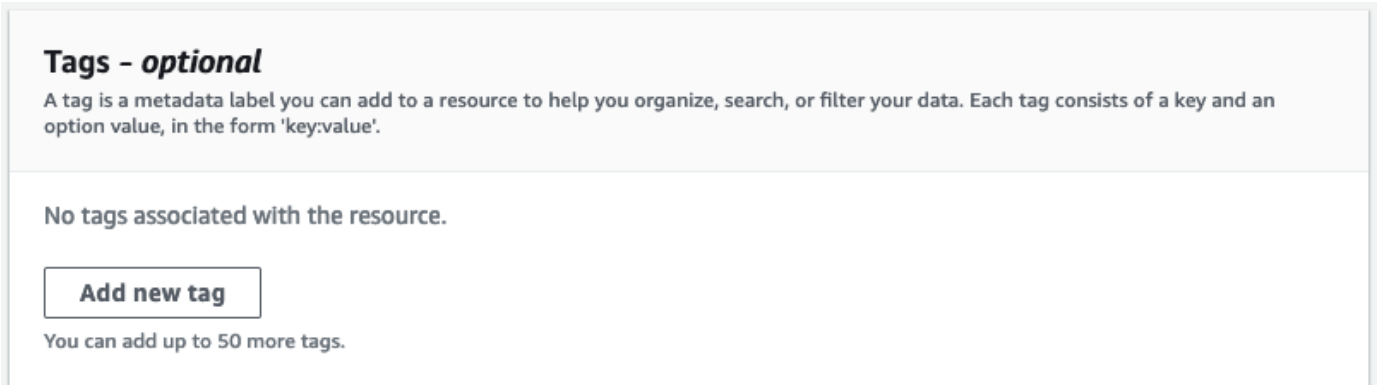 Tags - optional
A tag is a metadata label you can add to a resource to help you organize, search, or filter your data. Each tag consists of a key and an
option value, in the form 'key:value'.
No tags associated with the resource.
Add new tag
You can add up to 50 more tags.